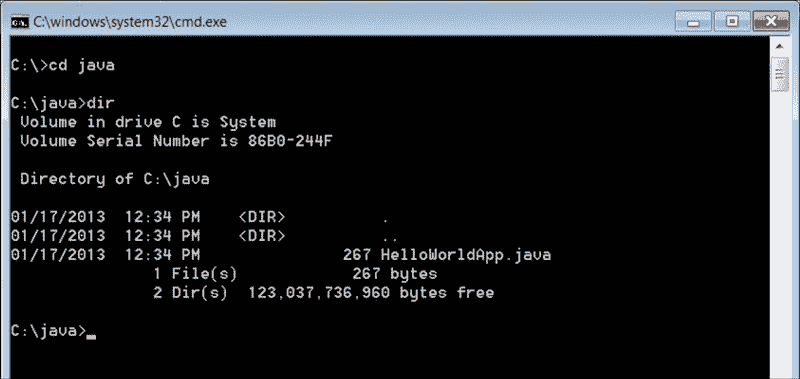 C:\windows\system32\cmd.exe
C:\>cd java
C:\java>dir
Volume in drive C is System
Volume Serial Number is 86B0-244F
Directory of C:\java
01/17/2013  12:34 PM    <DIR>          .
01/17/2013  12:34 PM    <DIR>          ..
01/17/2013  12:34 PM               267 HelloWorldApp.java
1 File(s)            267 bytes
2 Dir(s)  123,037,736,960 bytes free
C:\java>_